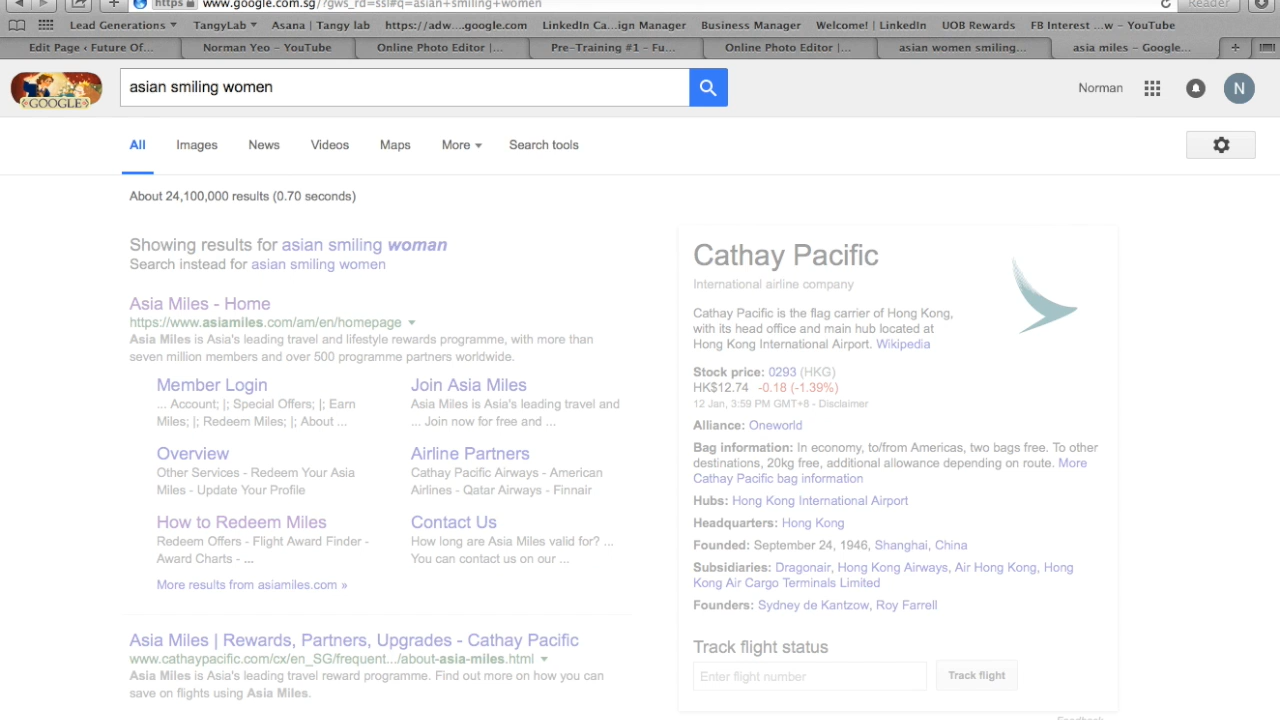 https www.google.com.sg/?gws_rd=ssl#q=asian+smiling+women Reader
Lead Generations TangyLab Asana | Tangy lab https://adw....google.com LinkedIn Ca...ign Manager Business Manager Welcome! | LinkedIn UOB Rewards FB Interest ...w - YouTube
Edit Page ‹ Future Of... Norman Yeo – YouTube Online Photo Editor |... Pre-Training #1 – Fu... Online Photo Editor |... asian women smiling... asia miles – Google...
GOOGLE asian smiling women Norman N
All Images News Videos Maps More Search tools
About 24,100,000 results (0.70 seconds)
Showing results for asian smiling woman
Search instead for asian smiling women
Asia Miles - Home
https://www.asiamiles.com/am/en/homepage
Asia Miles is Asia's leading travel and lifestyle rewards programme, with more than
seven million members and over 500 programme partners worldwide.
Member Login
... Account; |; Special Offers; |; Earn
Miles; |; Redeem Miles; |; About ...
Join Asia Miles
Asia Miles is Asia's leading travel and
... Join now for free and ...
Overview
Other Services - Redeem Your Asia
Miles - Update Your Profile
Airline Partners
Cathay Pacific Airways - American
Airlines - Qatar Airways - Finnair
How to Redeem Miles
Redeem Offers - Flight Award Finder -
Award Charts - ...
Contact Us
How long are Asia Miles valid for? ...
You can contact us on our ...
More results from asiamiles.com »
Asia Miles | Rewards, Partners, Upgrades - Cathay Pacific
www.cathaypacific.com/cx/en_SG/frequent.../about-asia-miles.html
Asia Miles is Asia's leading travel reward programme. Find out more on how you can
save on flights using Asia Miles.
Cathay Pacific
International airline company
Cathay Pacific is the flag carrier of Hong Kong,
with its head office and main hub located at
Hong Kong International Airport. Wikipedia
Stock price: 0293 (HKG)
HK$12.74 -0.18 (-1.39%)
12 Jan, 3:59 PM GMT+8 - Disclaimer
Alliance: Oneworld
Bag information: In economy, to/from Americas, two bags free. To other
destinations, 20kg free, additional allowance depending on route. More
Cathay Pacific bag information
Hubs: Hong Kong International Airport
Headquarters: Hong Kong
Founded: September 24, 1946, Shanghai, China
Subsidiaries: Dragonair, Hong Kong Airways, Air Hong Kong, Hong
Kong Air Cargo Terminals Limited
Founders: Sydney de Kantzow, Roy Farrell
Track flight status
Enter flight number Track flight
Feedback